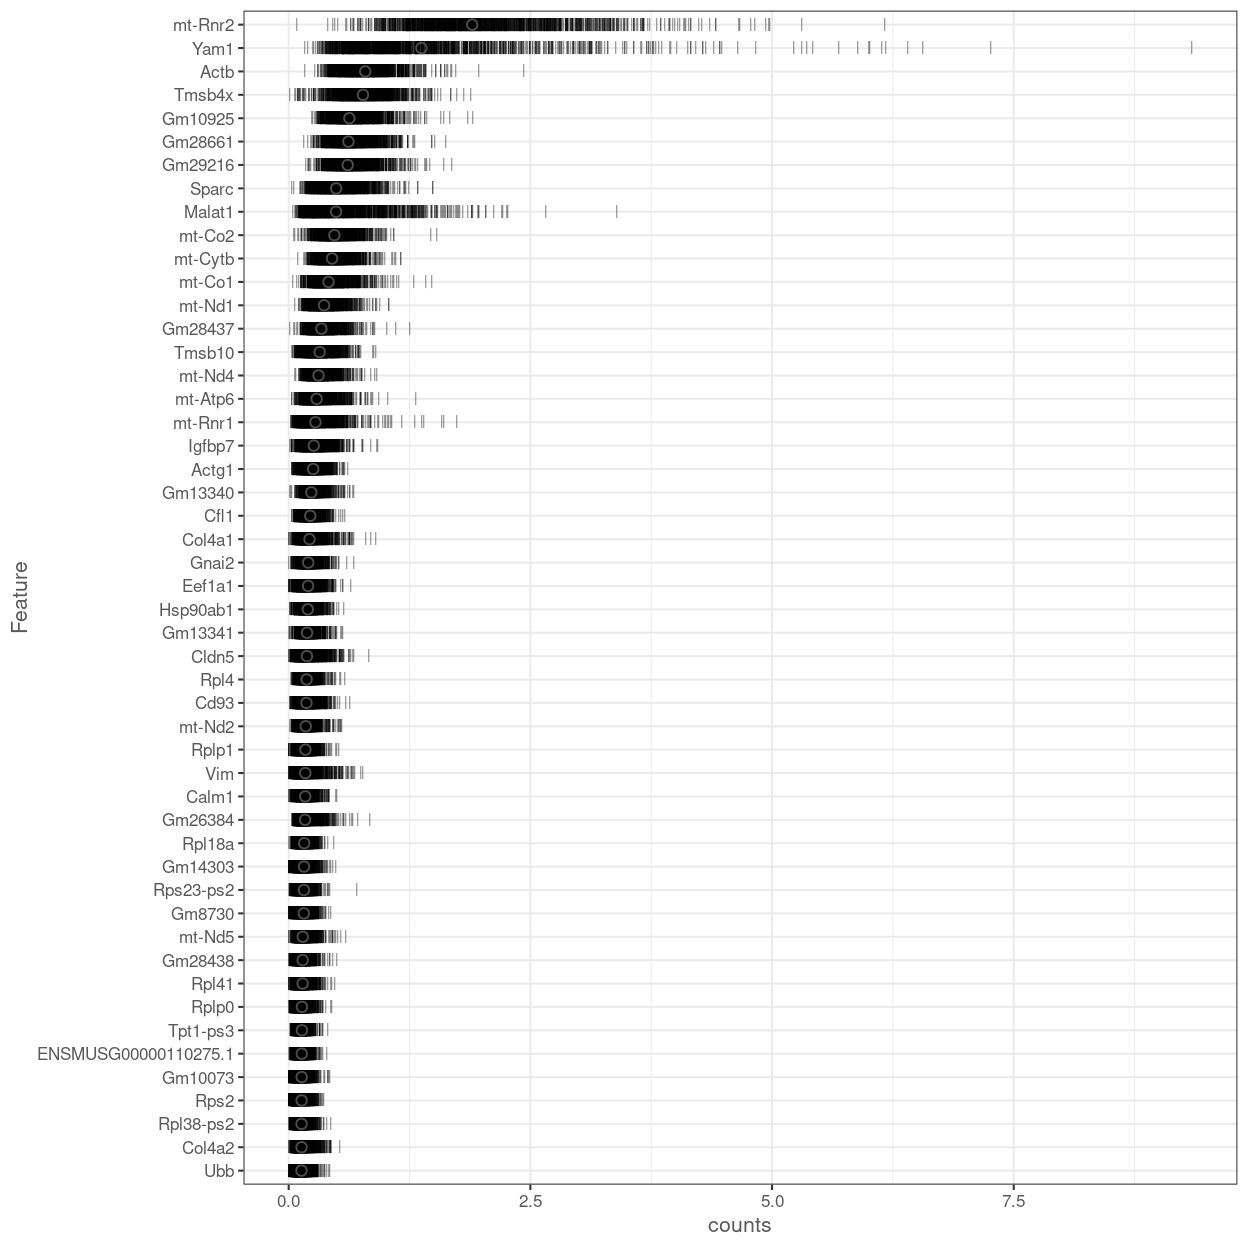 mt-Rnr2
Yam1
Actb
Tmsb4x
Gm10925
Gm28661
Gm29216
Sparc
Malat1
mt-Co2
mt-Cytb
mt-Co1
mt-Nd1
Gm28437
Tmsb10
mt-Nd4
mt-Atp6
mt-Rnr1
Igfbp7
Actg1
Gm13340
Cfl1
Col4a1
Gnai2
Eef1a1
Hsp90ab1
Gm13341
Cldn5
Rpl4
Cd93
mt-Nd2
Rplp1
Vim
Calm1
Gm26384
Rpl18a
Gm14303
Rps23-ps2
Gm8730
mt-Nd5
Gm28438
Rpl41
Rplp0
Tpt1-ps3
ENSMUSG00000110275.1
Gm10073
Rps2
Rpl38-ps2
Col4a2
Ubb
Feature
0.0 2.5 5.0 7.5
counts